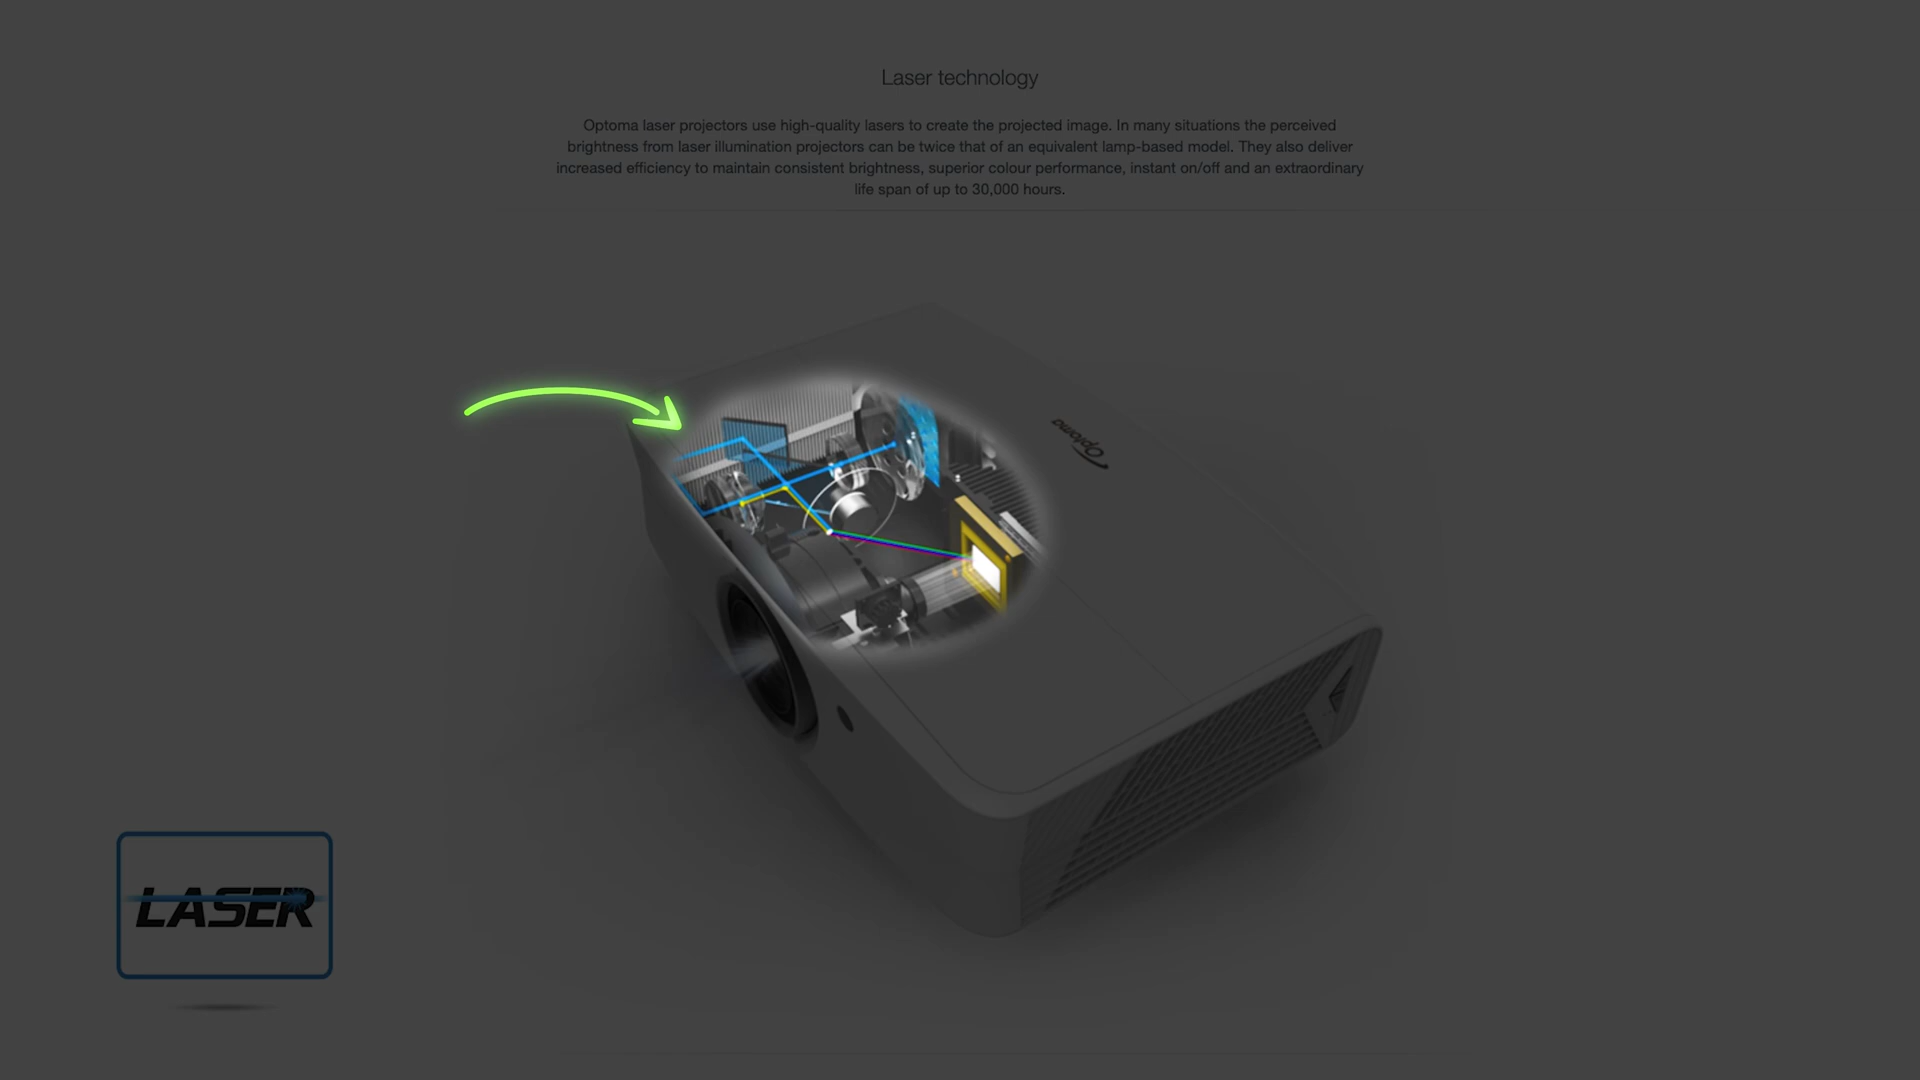 Laser technology
Optoma laser projectors use high-quality lasers to create the projected image. In many situations the perceived
brightness from laser illumination projectors can be twice that of an equivalent lamp-based model. They also deliver
increased efficiency to maintain consistent brightness, superior colour performance, instant on/off and an extraordinary
life span of up to 30,000 hours.
Optoma
LASER